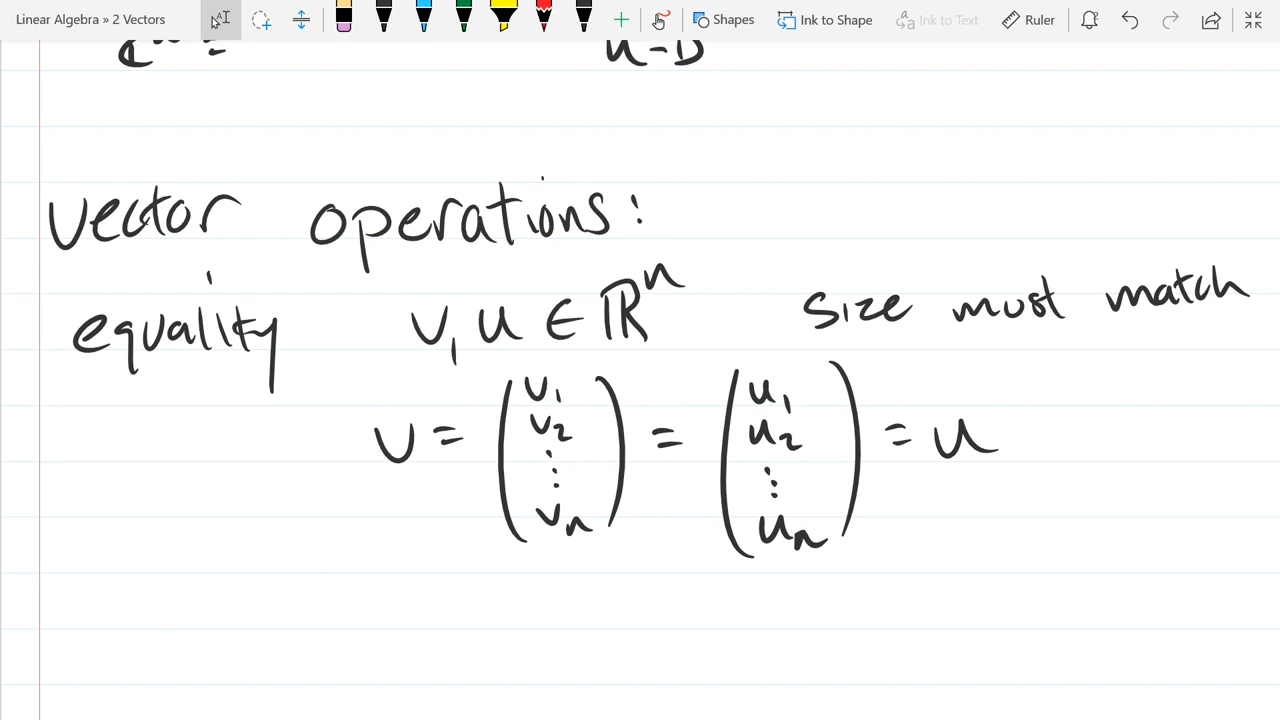 Linear Algebra » 2 Vectors
Shapes
Ink to Shape
Ink to Text
Ruler
n-D
vector operations:
equality v, u ∈ ℝⁿ size must match
v = (v₁ v₂ ⋮ vₙ) = (u₁ u₂ ⋮ uₙ) = u